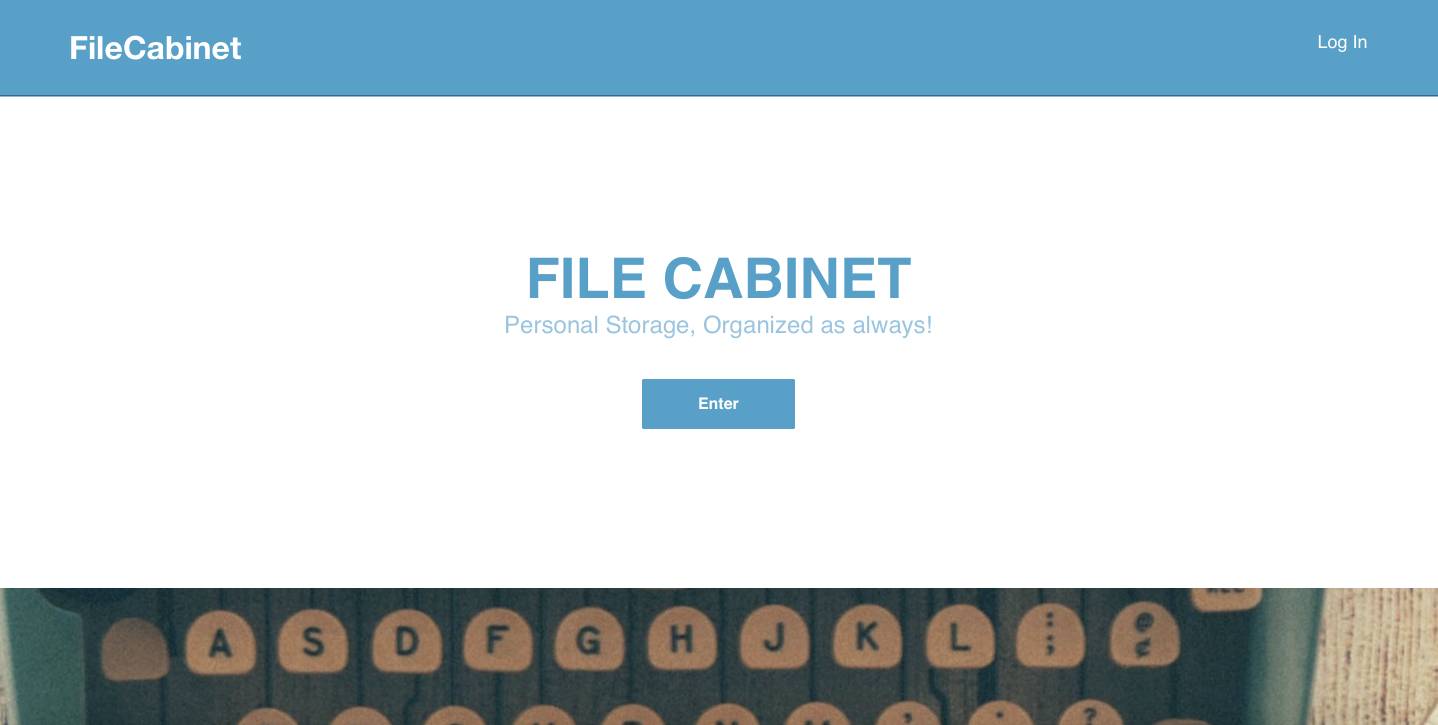 FileCabinet
Log In
FILE CABINET
Personal Storage, Organized as always!
Enter
A S D F G H J K L : ; @ ¢
, . ?